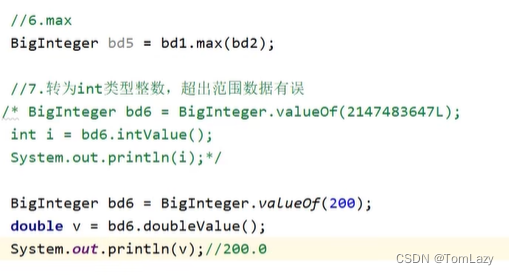 //6.max
BigInteger bd5 = bd1.max(bd2);
//7.转为int类型整数，超出范围数据有误
/* BigInteger bd6 = BigInteger.valueOf(2147483647L);
int i = bd6.intValue();
System.out.println(i);*/
BigInteger bd6 = BigInteger.valueOf(200);
double v = bd6.doubleValue();
System.out.println(v);//200.0
CSDN @TomLazy